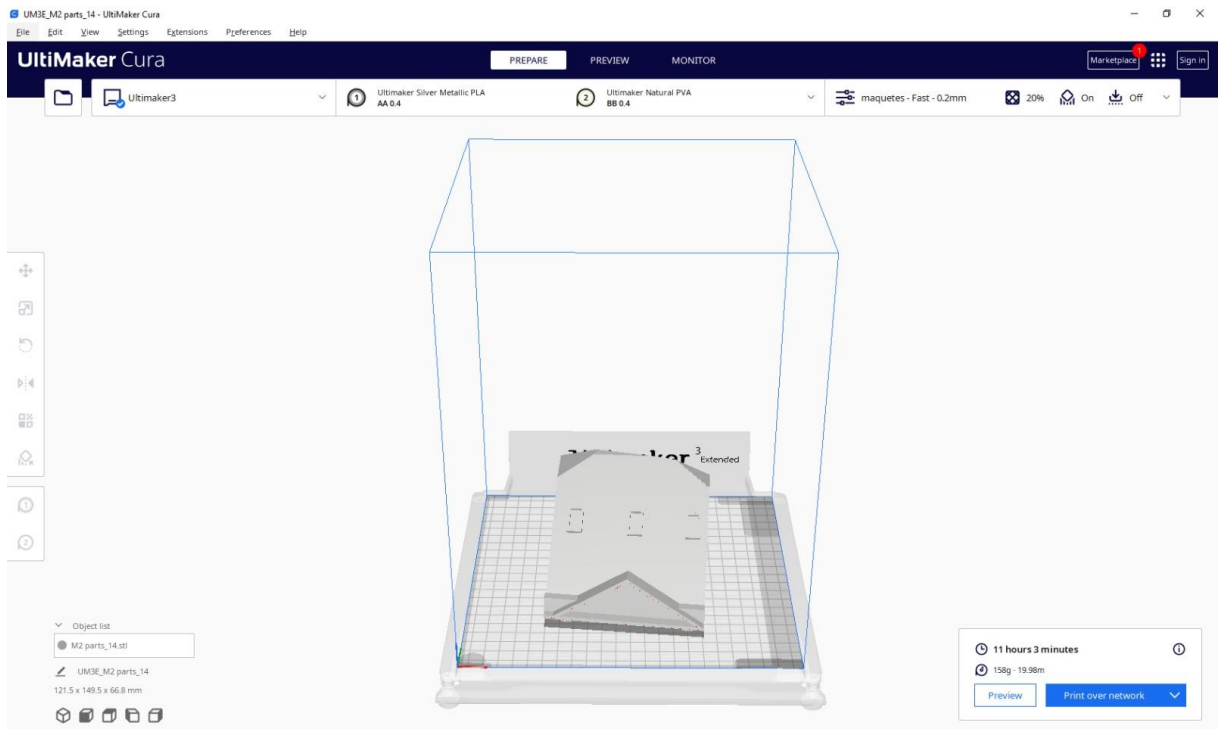 UM3E_M2 parts_14 - UltiMaker Cura
File Edit View Settings Extensions Preferences Help
UltiMaker Cura
PREPARE PREVIEW MONITOR
Marketplace 1
Sign in
Ultimaker3
1 Ultimaker Silver Metallic PLA
AA 0.4
2 Ultimaker Natural PVA
BB 0.4
maquetes - Fast - 0.2mm
20% On Off
3
Extended
1
2
Object list
M2 parts_14.stl
UM3E_M2 parts_14
121.5 x 149.5 x 66.8 mm
11 hours 3 minutes
158g · 19.98m
Preview Print over network